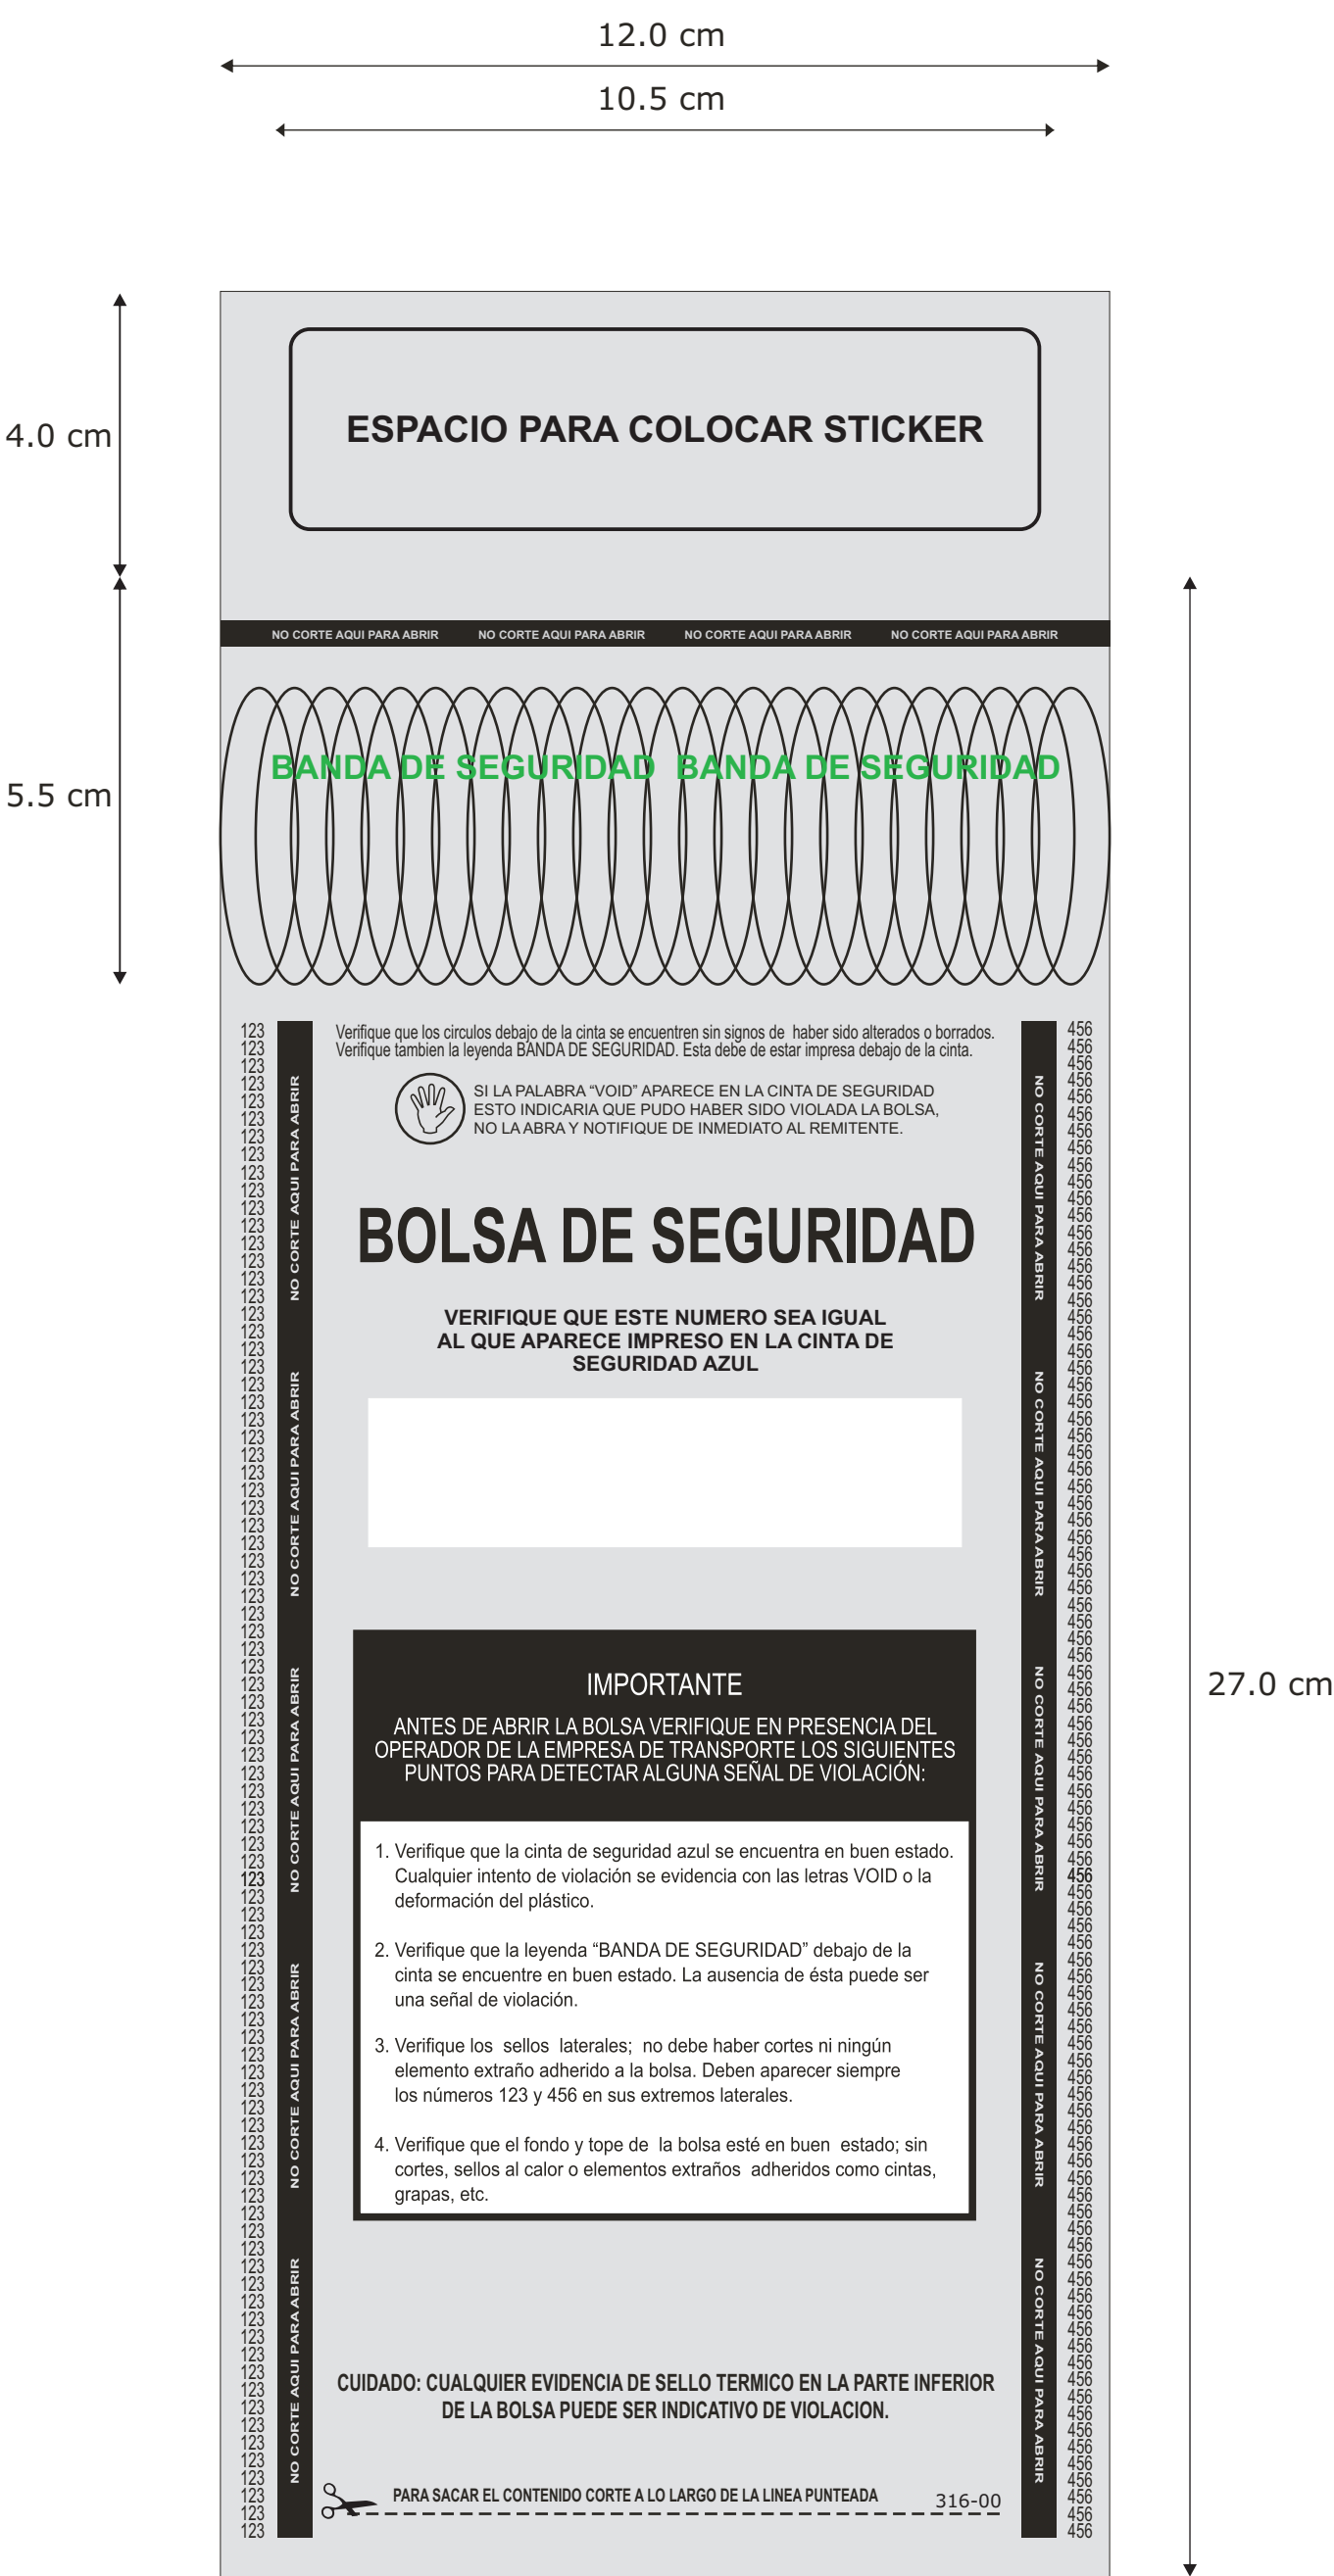 12.0 cm
10.5 cm
4.0 cm
ESPACIO PARA COLOCAR STICKER
NO CORTE AQUI PARA ABRIR NO CORTE AQUI PARA ABRIR NO CORTE AQUI PARA ABRIR NO CORTE AQUI PARA ABRIR
BANDA DE SEGURIDAD BANDA DE SEGURIDAD
5.5 cm
Verifique que los circulos debajo de la cinta se encuentren sin signos de haber sido alterados o borrados.
Verifique tambien la leyenda BANDA DE SEGURIDAD. Esta debe de estar impresa debajo de la cinta.
SI LA PALABRA “VOID” APARECE EN LA CINTA DE SEGURIDAD
ESTO INDICARIA QUE PUDO HABER SIDO VIOLADA LA BOLSA,
NO LA ABRA Y NOTIFIQUE DE INMEDIATO AL REMITENTE.
BOLSA DE SEGURIDAD
VERIFIQUE QUE ESTE NUMERO SEA IGUAL
AL QUE APARECE IMPRESO EN LA CINTA DE
SEGURIDAD AZUL
27.0 cm
IMPORTANTE
ANTES DE ABRIR LA BOLSA VERIFIQUE EN PRESENCIA DEL
OPERADOR DE LA EMPRESA DE TRANSPORTE LOS SIGUIENTES
PUNTOS PARA DETECTAR ALGUNA SEÑAL DE VIOLACIÓN:
1. Verifique que la cinta de seguridad azul se encuentra en buen estado.
Cualquier intento de violación se evidencia con las letras VOID o la
deformación del plástico.
2. Verifique que la leyenda “BANDA DE SEGURIDAD” debajo de la
cinta se encuentre en buen estado. La ausencia de ésta puede ser
una señal de violación.
3. Verifique los sellos laterales; no debe haber cortes ni ningún
elemento extraño adherido a la bolsa. Deben aparecer siempre
los números 123 y 456 en sus extremos laterales.
4. Verifique que el fondo y tope de la bolsa esté en buen estado; sin
cortes, sellos al calor o elementos extraños adheridos como cintas,
grapas, etc.
CUIDADO: CUALQUIER EVIDENCIA DE SELLO TERMICO EN LA PARTE INFERIOR
DE LA BOLSA PUEDE SER INDICATIVO DE VIOLACION.
PARA SACAR EL CONTENIDO CORTE A LO LARGO DE LA LINEA PUNTEADA 316-00
NO CORTE AQUI PARA ABRIR NO CORTE AQUI PARA ABRIR NO CORTE AQUI PARA ABRIR NO CORTE AQUI PARA ABRIR NO CORTE AQUI PARA ABRIR
NO CORTE AQUI PARA ABRIR NO CORTE AQUI PARA ABRIR NO CORTE AQUI PARA ABRIR NO CORTE AQUI PARA ABRIR NO CORTE AQUI PARA ABRIR
123
456